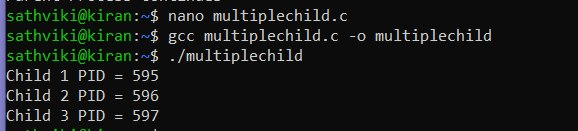 sathviki@kiran:~$ nano multiplechild.c
sathviki@kiran:~$ gcc multiplechild.c -o multiplechild
sathviki@kiran:~$ ./multiplechild
Child 1 PID = 595
Child 2 PID = 596
Child 3 PID = 597